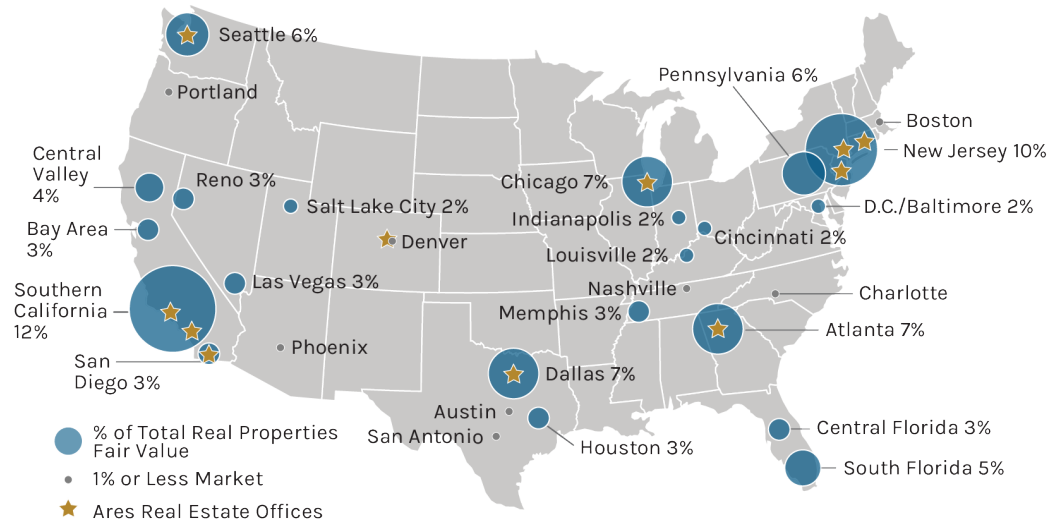 Seattle 6%
Portland
Pennsylvania 6%
Boston
New Jersey 10%
Central
Valley
4%
Reno 3%
Chicago 7%
Salt Lake City 2%
Indianapolis 2%
D.C./Baltimore 2%
Bay Area
3%
Denver
Cincinnati 2%
Louisville 2%
Las Vegas 3%
Nashville
Charlotte
Southern
California
12%
Memphis 3%
Atlanta 7%
Phoenix
San
Diego 3%
Dallas 7%
Austin
San Antonio
Houston 3%
Central Florida 3%
South Florida 5%
% of Total Real Properties
Fair Value
1% or Less Market
Ares Real Estate Offices